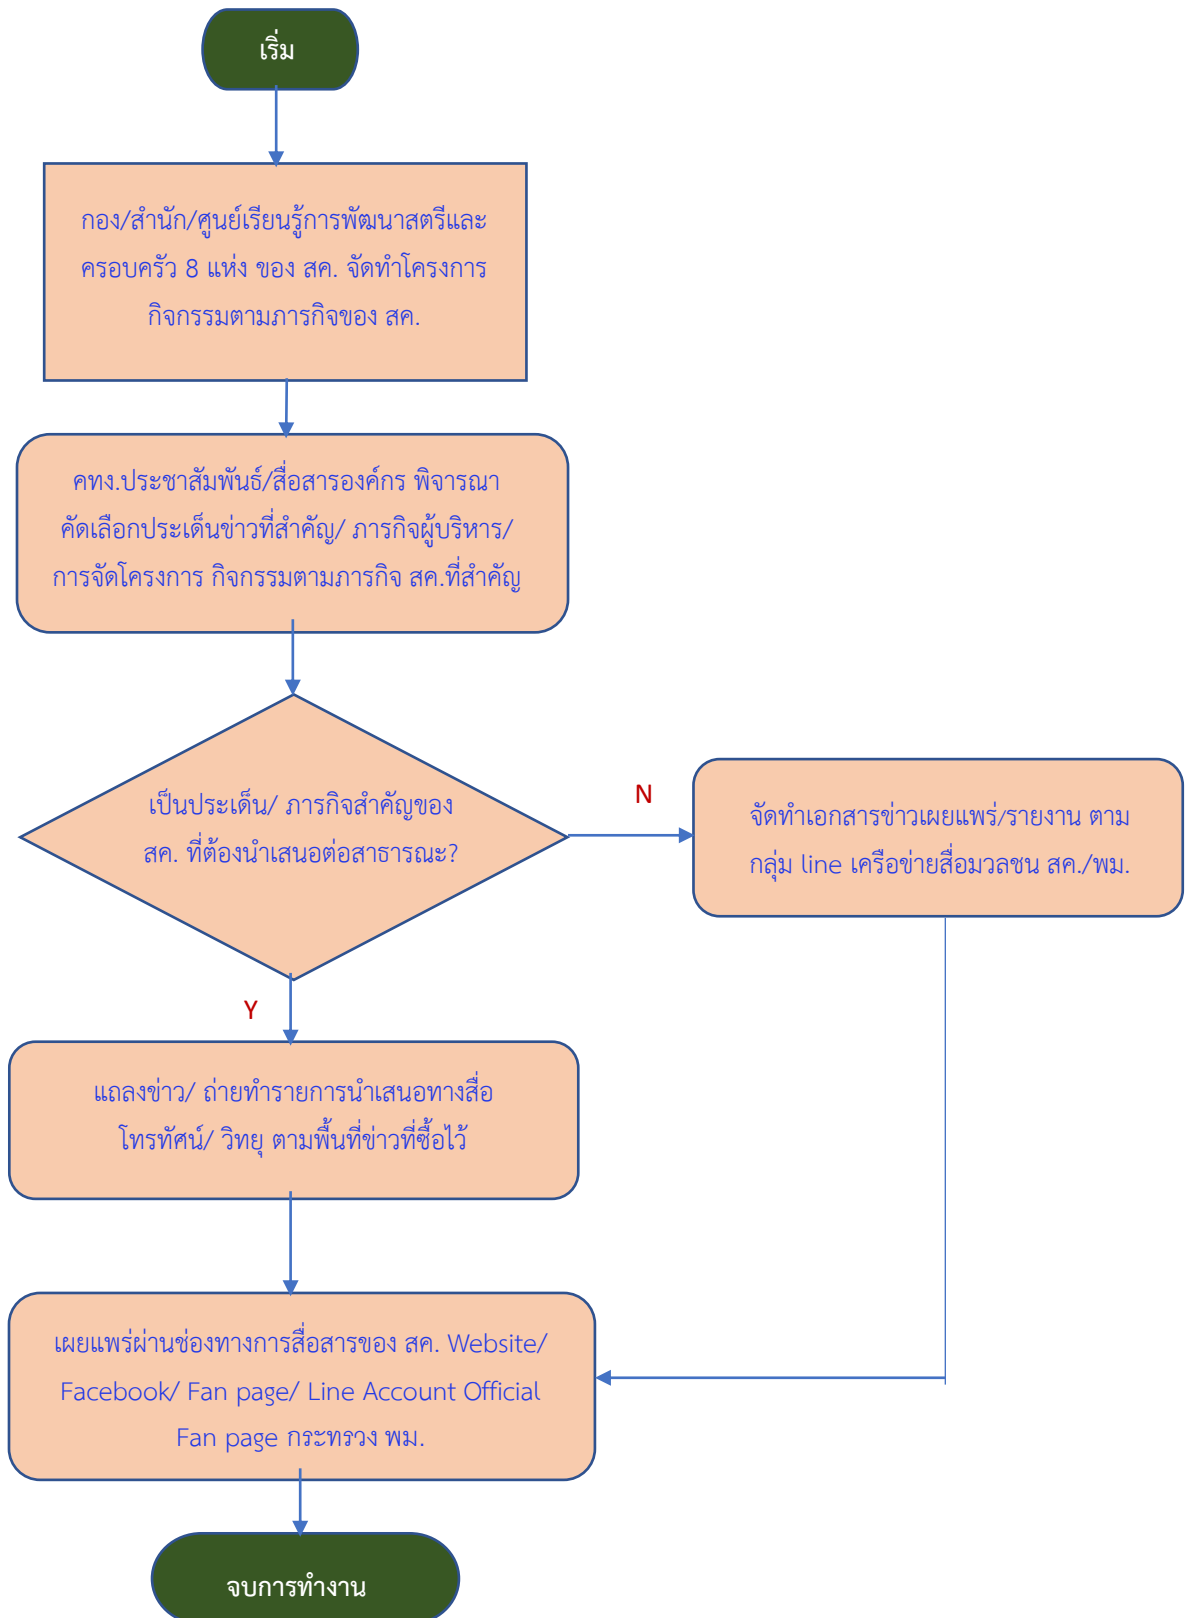 เริ่ม
กอง/สำนัก/ศูนย์เรียนรู้การพัฒนาสตรีและ
ครอบครัว 8 แห่ง ของ สค. จัดทำโครงการ
กิจกรรมตามภารกิจของ สค.
คทง.ประชาสัมพันธ์/สื่อสารองค์กร พิจารณา
คัดเลือกประเด็นข่าวที่สำคัญ/ ภารกิจผู้บริหาร/
การจัดโครงการ กิจกรรมตามภารกิจ สค.ที่สำคัญ
เป็นประเด็น/ ภารกิจสำคัญของ
สค. ที่ต้องนำเสนอต่อสาธารณะ?
N
จัดทำเอกสารข่าวเผยแพร่/รายงาน ตาม
กลุ่ม line เครือข่ายสื่อมวลชน สค./พม.
Y
แถลงข่าว/ ถ่ายทำรายการนำเสนอทางสื่อ
โทรทัศน์/ วิทยุ ตามพื้นที่ข่าวที่ซื้อไว้
เผยแพร่ผ่านช่องทางการสื่อสารของ สค. Website/
Facebook/ Fan page/ Line Account Official
Fan page กระทรวง พม.
จบการทำงาน